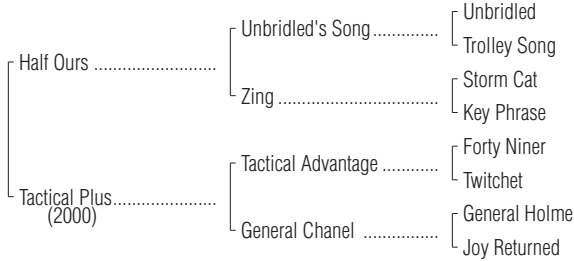 Unbridled
Unbridled's Song..............
Trolley Song
Half Ours ..........................
Storm Cat
Zing ..................................
Key Phrase
Forty Niner
Tactical Advantage ............
Twitchet
Tactical Plus......................
(2000)
General Holme
General Chanel ................
Joy Returned